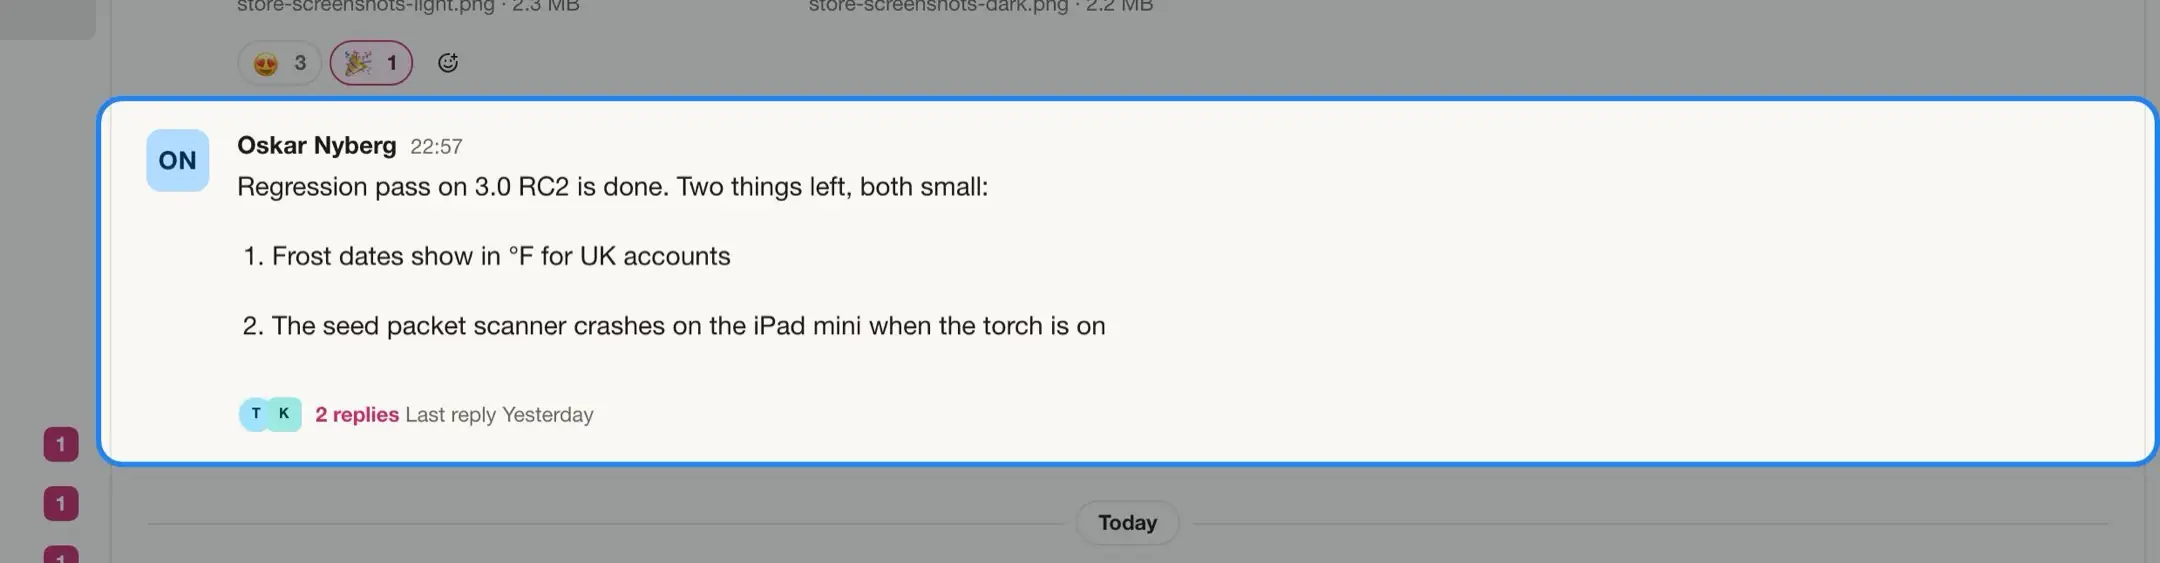 store-screenshots-light.png · 2.3 MB
store-screenshots-dark.png · 2.2 MB
3
1
ON
Oskar Nyberg 22:57
Regression pass on 3.0 RC2 is done. Two things left, both small:
1. Frost dates show in °F for UK accounts
2. The seed packet scanner crashes on the iPad mini when the torch is on
T K 2 replies Last reply Yesterday
1
1
Today
1